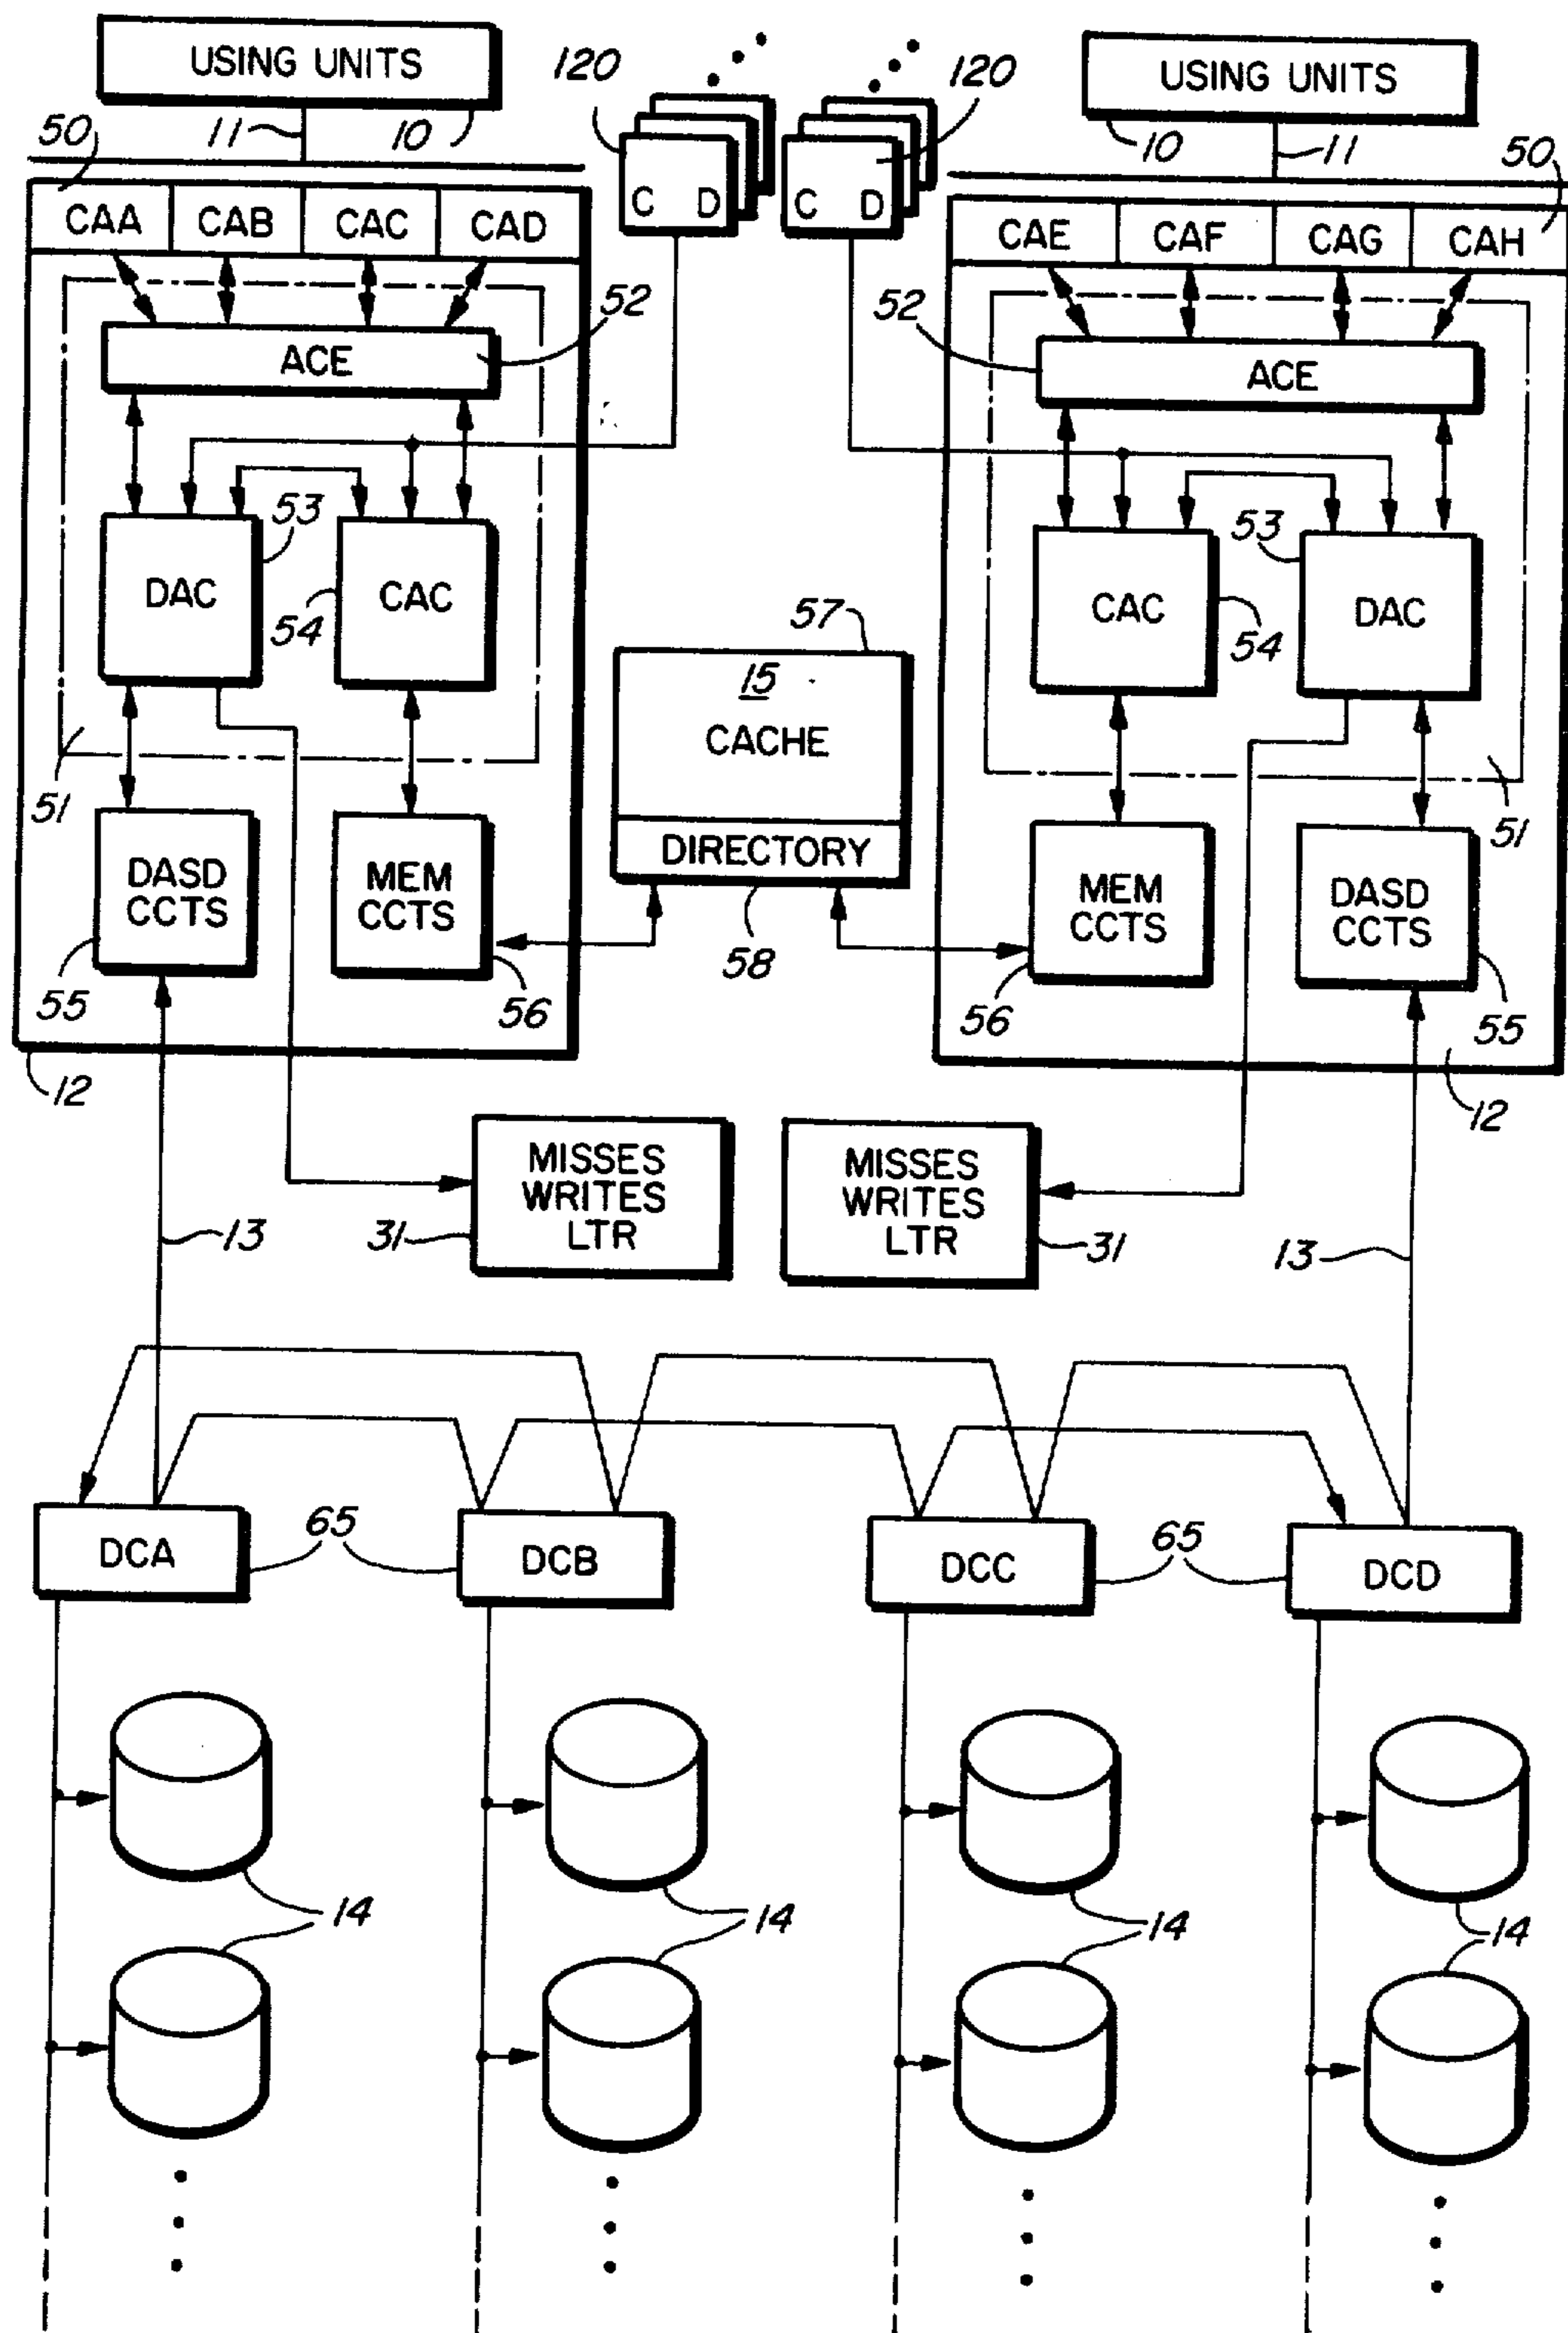 USING UNITS
120
120
USING UNITS
50
11
10
10
11
50
CAA CAB CAC CAD
C D
C D
CAE CAF CAG CAH
52
52
ACE
ACE
53
53
DAC
CAC
54
57
15
CACHE
CAC
54
DAC
51
51
DIRECTORY
58
DASD
CCTS
MEM
CCTS
MEM
CCTS
DASD
CCTS
55
56
56
55
12
12
MISSES
WRITES
LTR
MISSES
WRITES
LTR
13
31
31
13
65
65
DCA
DCB
DCC
DCD
14
14
14
14